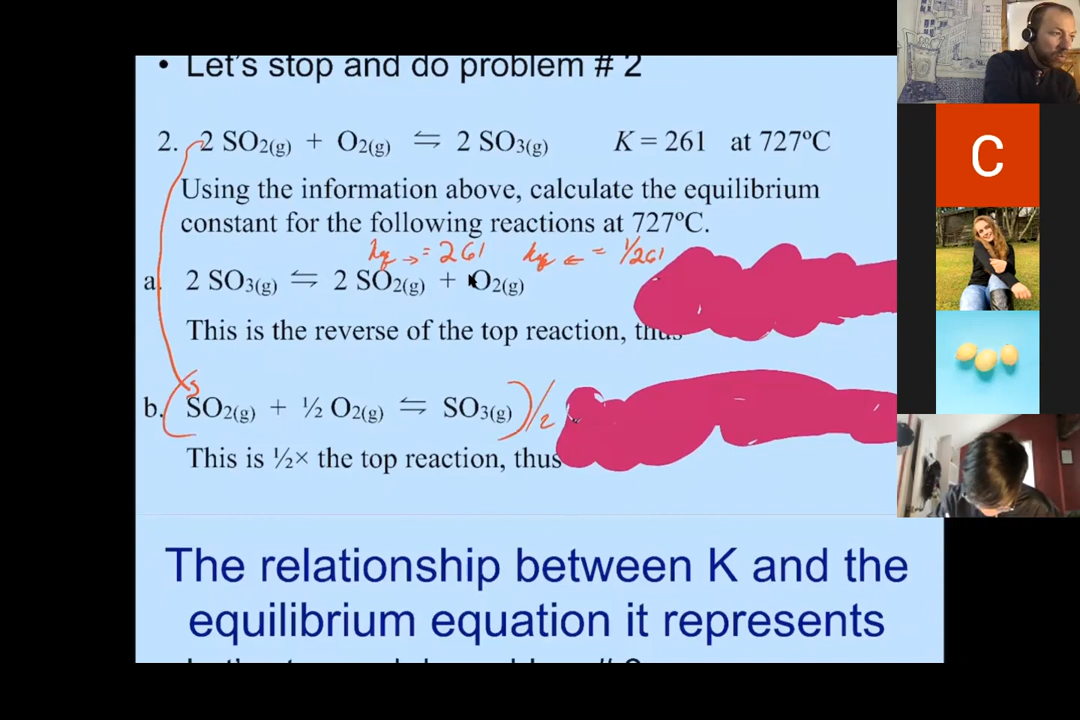 • Let's stop and do problem # 2
2. 2 SO2(g) + O2(g) ⇌ 2 SO3(g) K = 261 at 727ºC
Using the information above, calculate the equilibrium
constant for the following reactions at 727ºC.
keq → = 261 keq ← = 1/261
a. 2 SO3(g) ⇌ 2 SO2(g) + O2(g)
This is the reverse of the top reaction, thus
b. (SO2(g) + ½ O2(g) ⇌ SO3(g)) 1/2
This is ½× the top reaction, thus
The relationship between K and the
equilibrium equation it represents
C